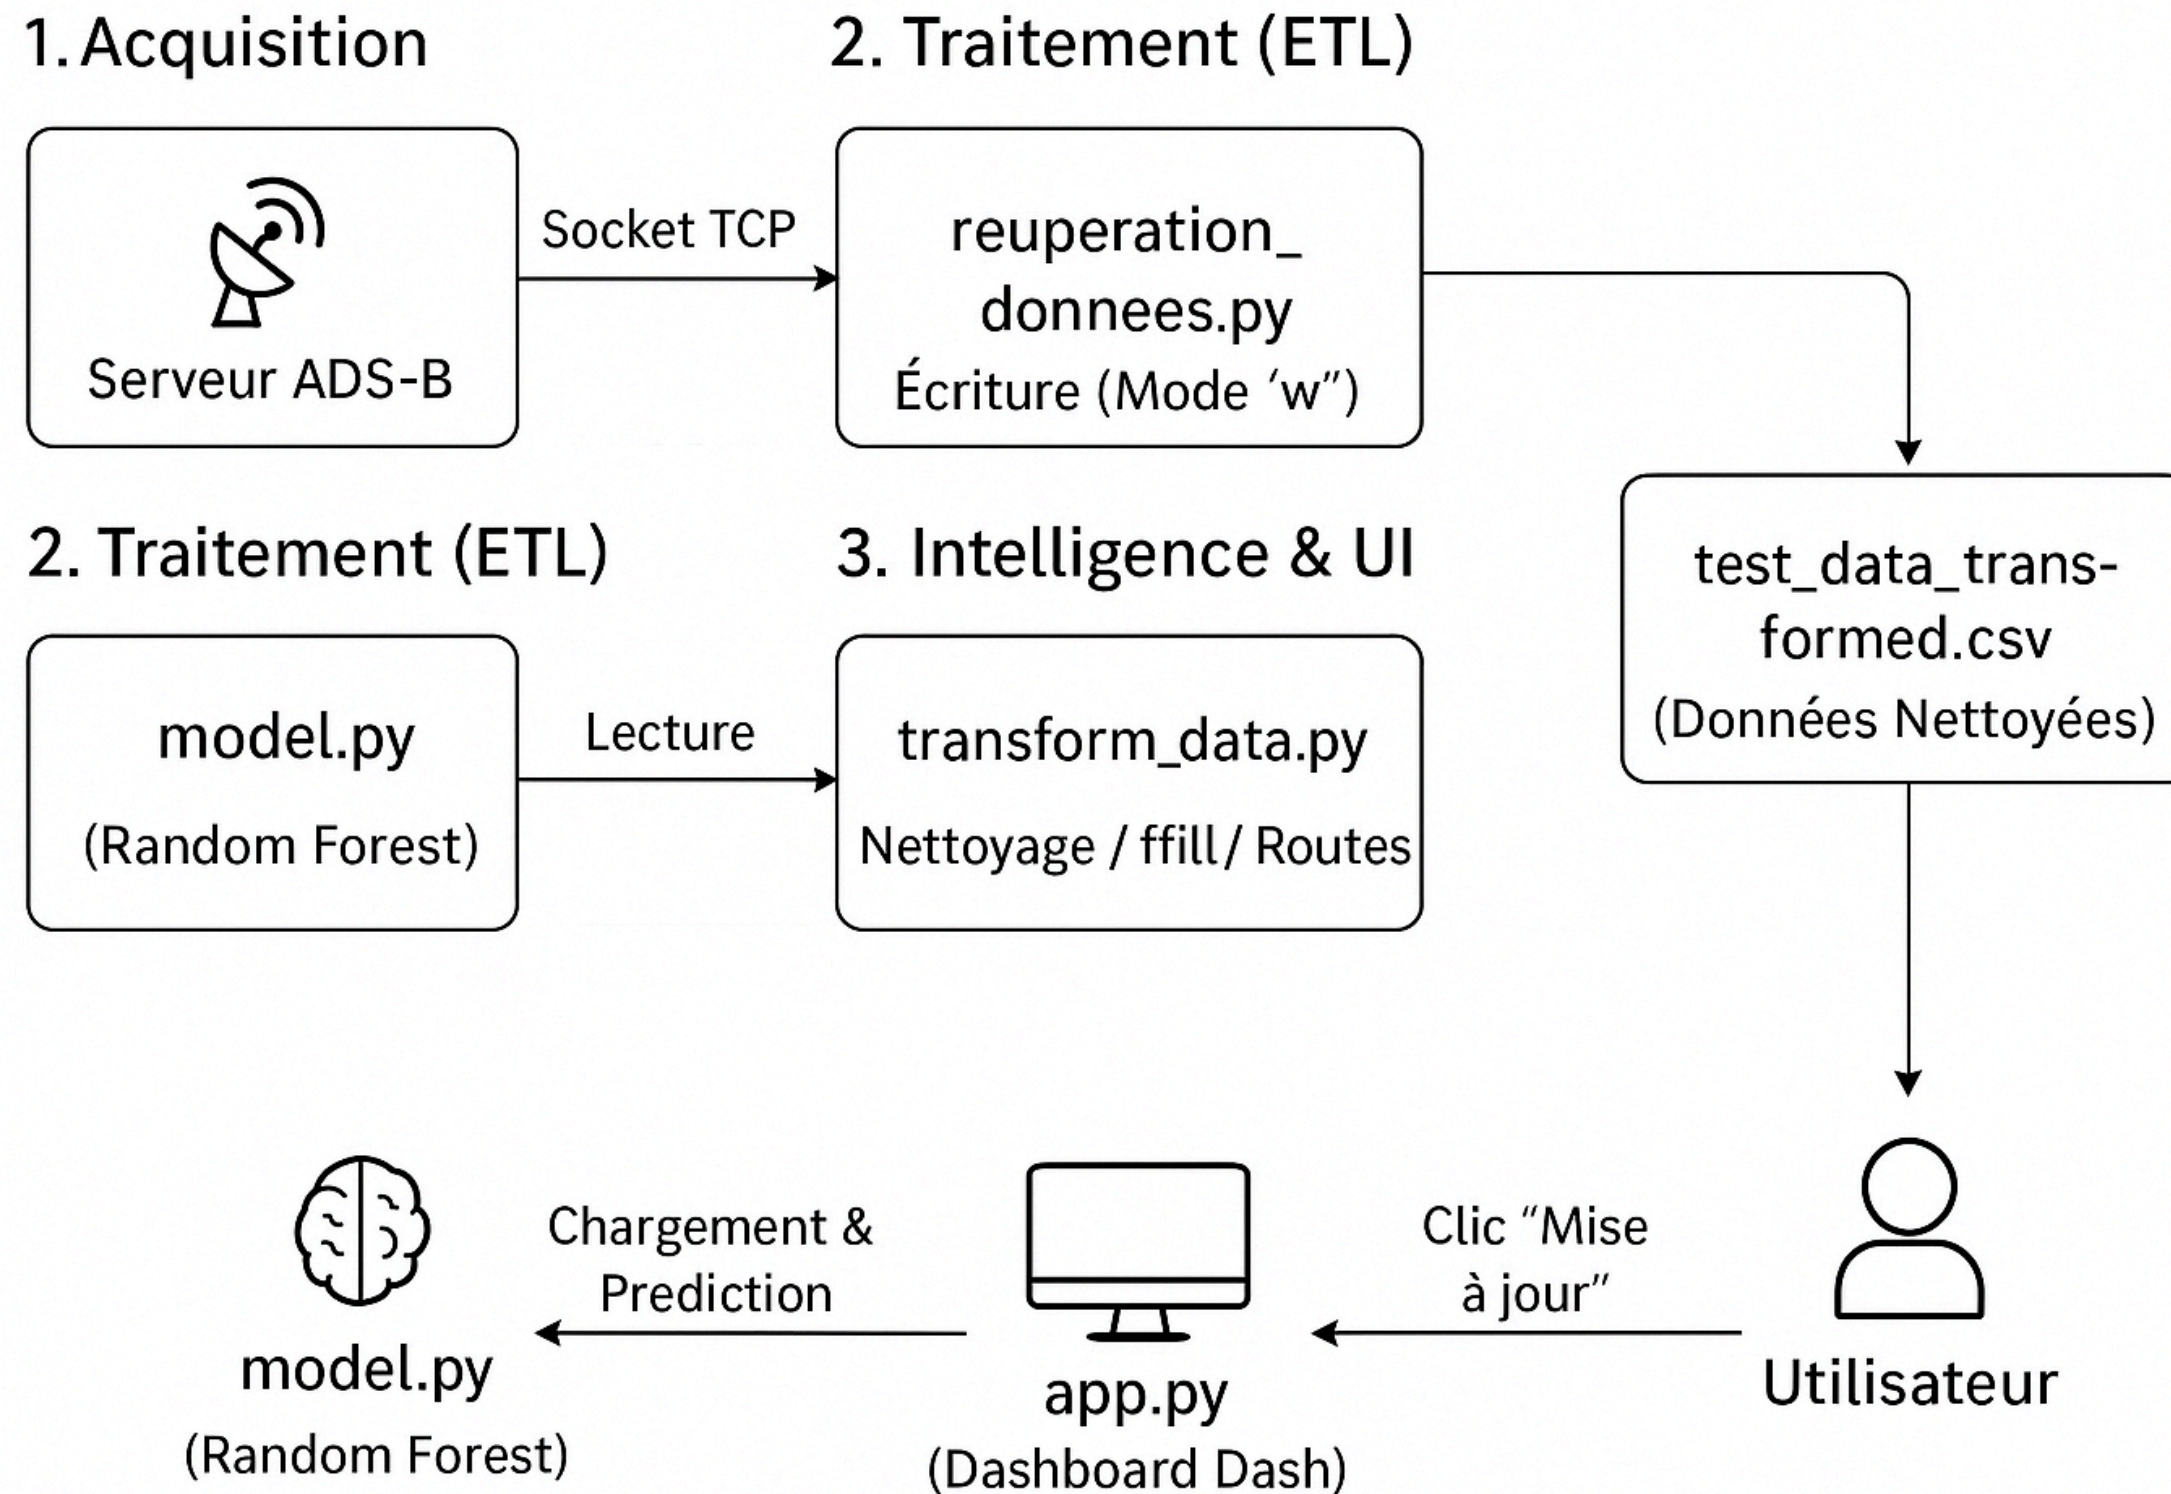 1. Acquisition
2. Traitement (ETL)
Serveur ADS-B
Socket TCP
reuperation_
donnees.py
Écriture (Mode ‘w”)
test_data_trans-
formed.csv
(Données Nettoyées)
2. Traitement (ETL)
3. Intelligence & UI
model.py
(Random Forest)
Lecture
transform_data.py
Nettoyage / ffill / Routes
Chargement &
Prediction
Clic “Mise
à jour”
model.py
(Random Forest)
app.py
(Dashboard Dash)
Utilisateur